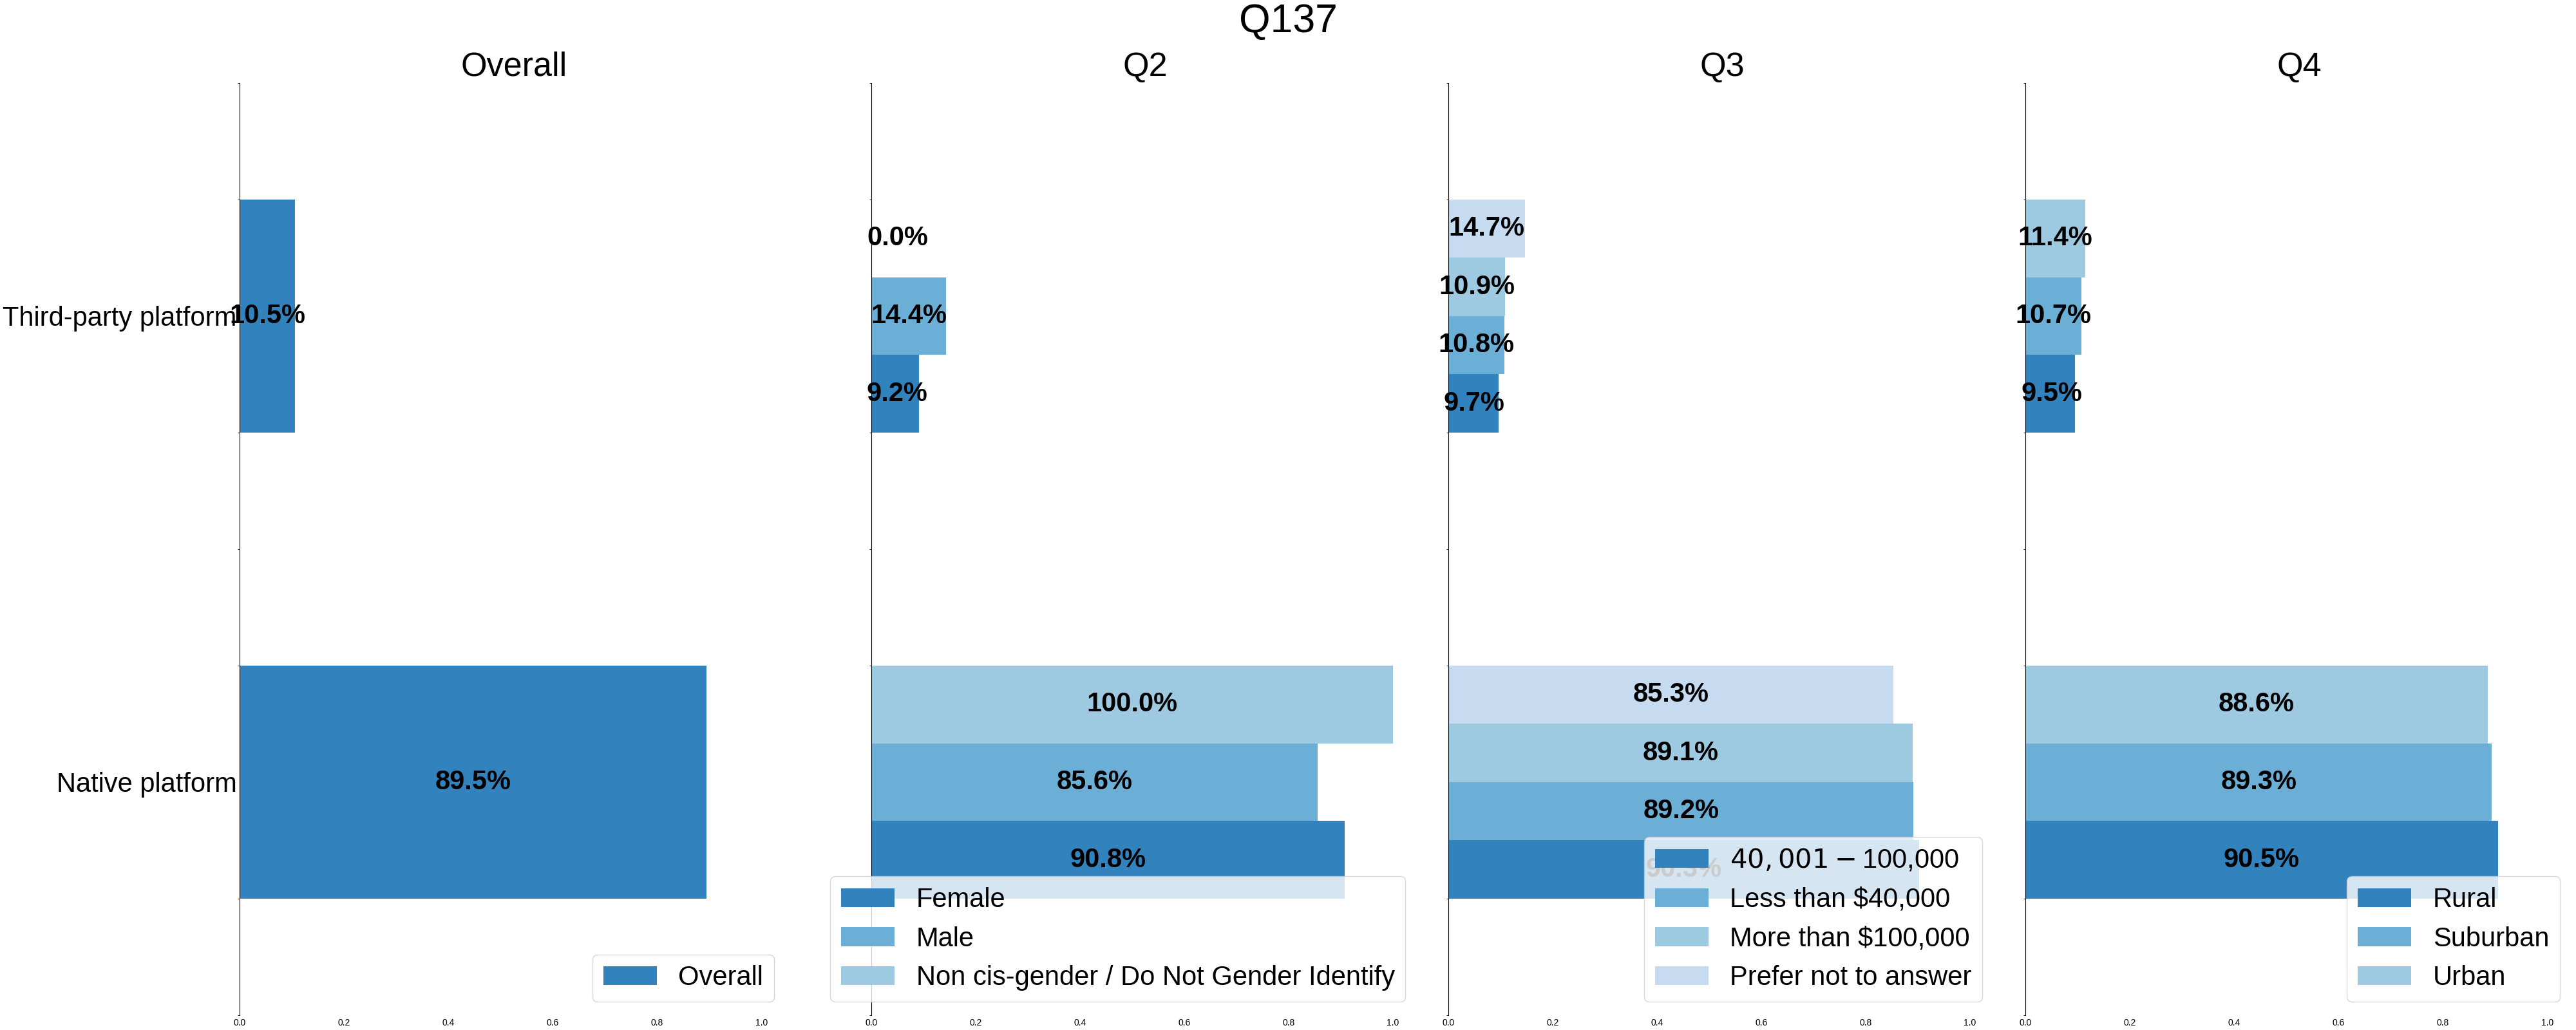 Q137
Overall
Third-party platform
10.5%
Native platform
89.5%
Overall
0.0 0.2 0.4 0.6 0.8 1.0
Q2
0.0%
14.4%
9.2%
100.0%
85.6%
90.8%
Female
Male
Non cis-gender / Do Not Gender Identify
0.0 0.2 0.4 0.6 0.8 1.0
Q3
14.7%
10.9%
10.8%
9.7%
85.3%
89.1%
89.2%
90.3%
40,001 − 100,000
Less than $40,000
More than $100,000
Prefer not to answer
0.0 0.2 0.4 0.6 0.8 1.0
Q4
11.4%
10.7%
9.5%
88.6%
89.3%
90.5%
Rural
Suburban
Urban
0.0 0.2 0.4 0.6 0.8 1.0